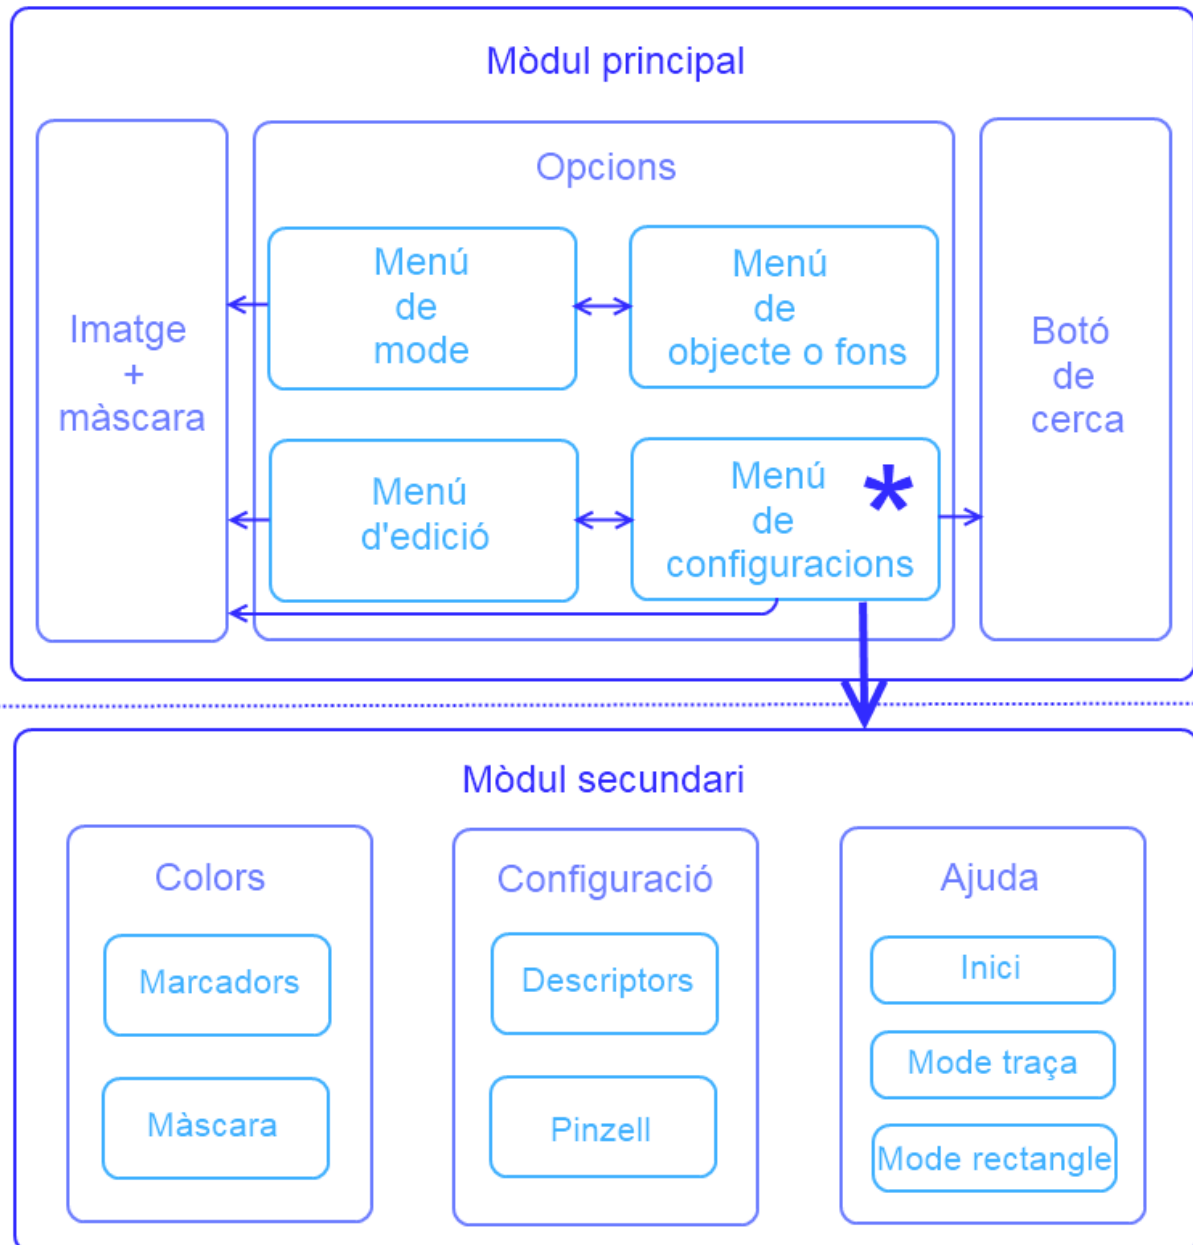 Mòdul principal
Opcions
Imatge
+
màscara
Menú
de
mode
Menú
de
objecte o fons
Menú
d'edició
Menú
de
configuracions
*
Botó
de
cerca
Mòdul secundari
Colors
Marcadors
Màscara
Configuració
Descriptors
Pinzell
Ajuda
Inici
Mode traça
Mode rectangle